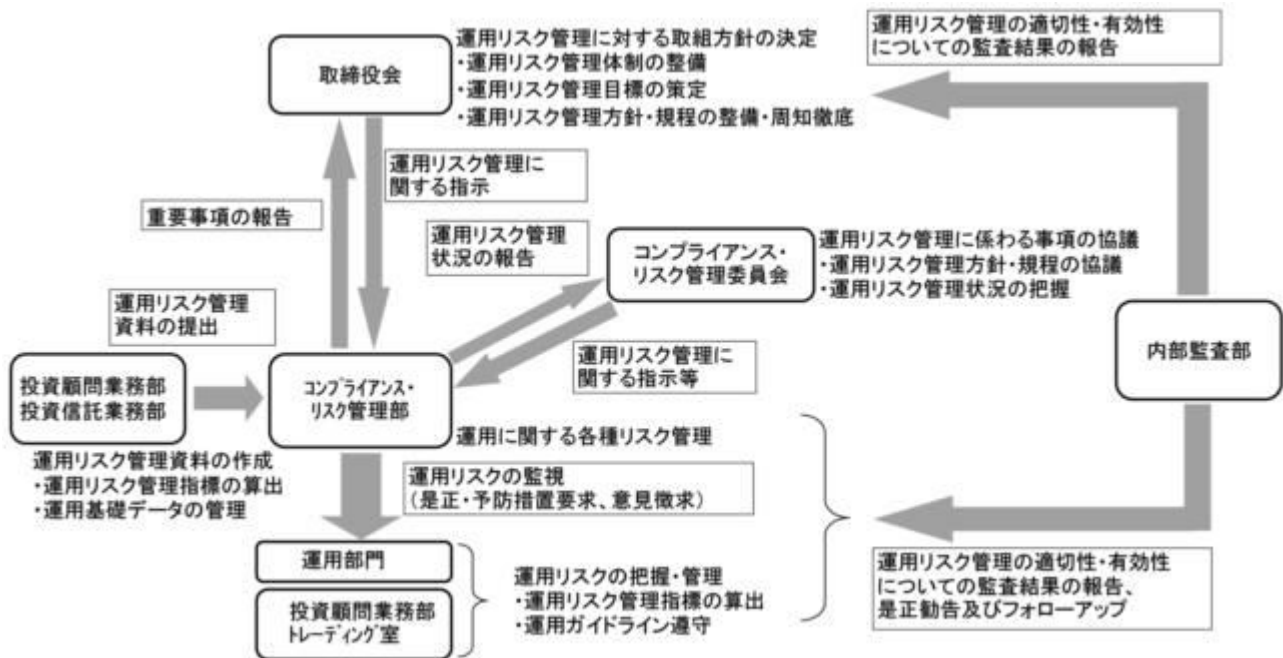 取締役会
運用リスク管理に対する取組方針の決定
・運用リスク管理体制の整備
・運用リスク管理目標の策定
・運用リスク管理方針・規程の整備・周知徹底
運用リスク管理の適切性・有効性
についての監査結果の報告
運用リスク管理に
関する指示
重要事項の報告
運用リスク管理
状況の報告
コンプライアンス・
リスク管理委員会
運用リスク管理に係わる事項の協議
・運用リスク管理方針・規程の協議
・運用リスク管理状況の把握
運用リスク管理
資料の提出
内部監査部
運用リスク管理に
関する指示等
投資顧問業務部
投資信託業務部
コンプライアンス・
リスク管理部
運用に関する各種リスク管理
運用リスク管理資料の作成
・運用リスク管理指標の算出
・運用基礎データの管理
運用リスクの監視
(是正・予防措置要求、意見徴求)
運用部門
投資顧問業務部
トレーディング室
運用リスクの把握・管理
・運用リスク管理指標の算出
・運用ガイドライン遵守
運用リスク管理の適切性・有効性
についての監査結果の報告、
是正勧告及びフォローアップ